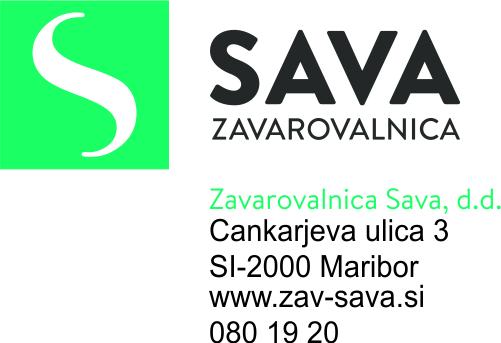 SAVA
ZAVAROVALNICA
Zavarovalnica Sava, d.d.
Cankarjeva ulica 3
SI-2000 Maribor
www.zav-sava.si
080 19 20